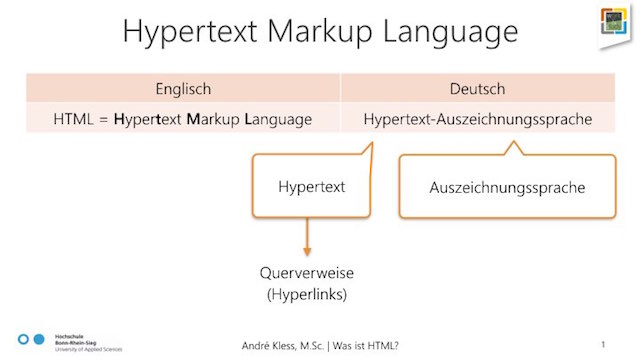 Hypertext Markup Language
Englisch
Deutsch
HTML = Hypertext Markup Language
Hypertext-Auszeichnungssprache
Hypertext
Auszeichnungssprache
Querverweise
(Hyperlinks)
Hochschule
Bonn-Rhein-Sieg
University of Applied Sciences
André Kless, M.Sc. | Was ist HTML?
1